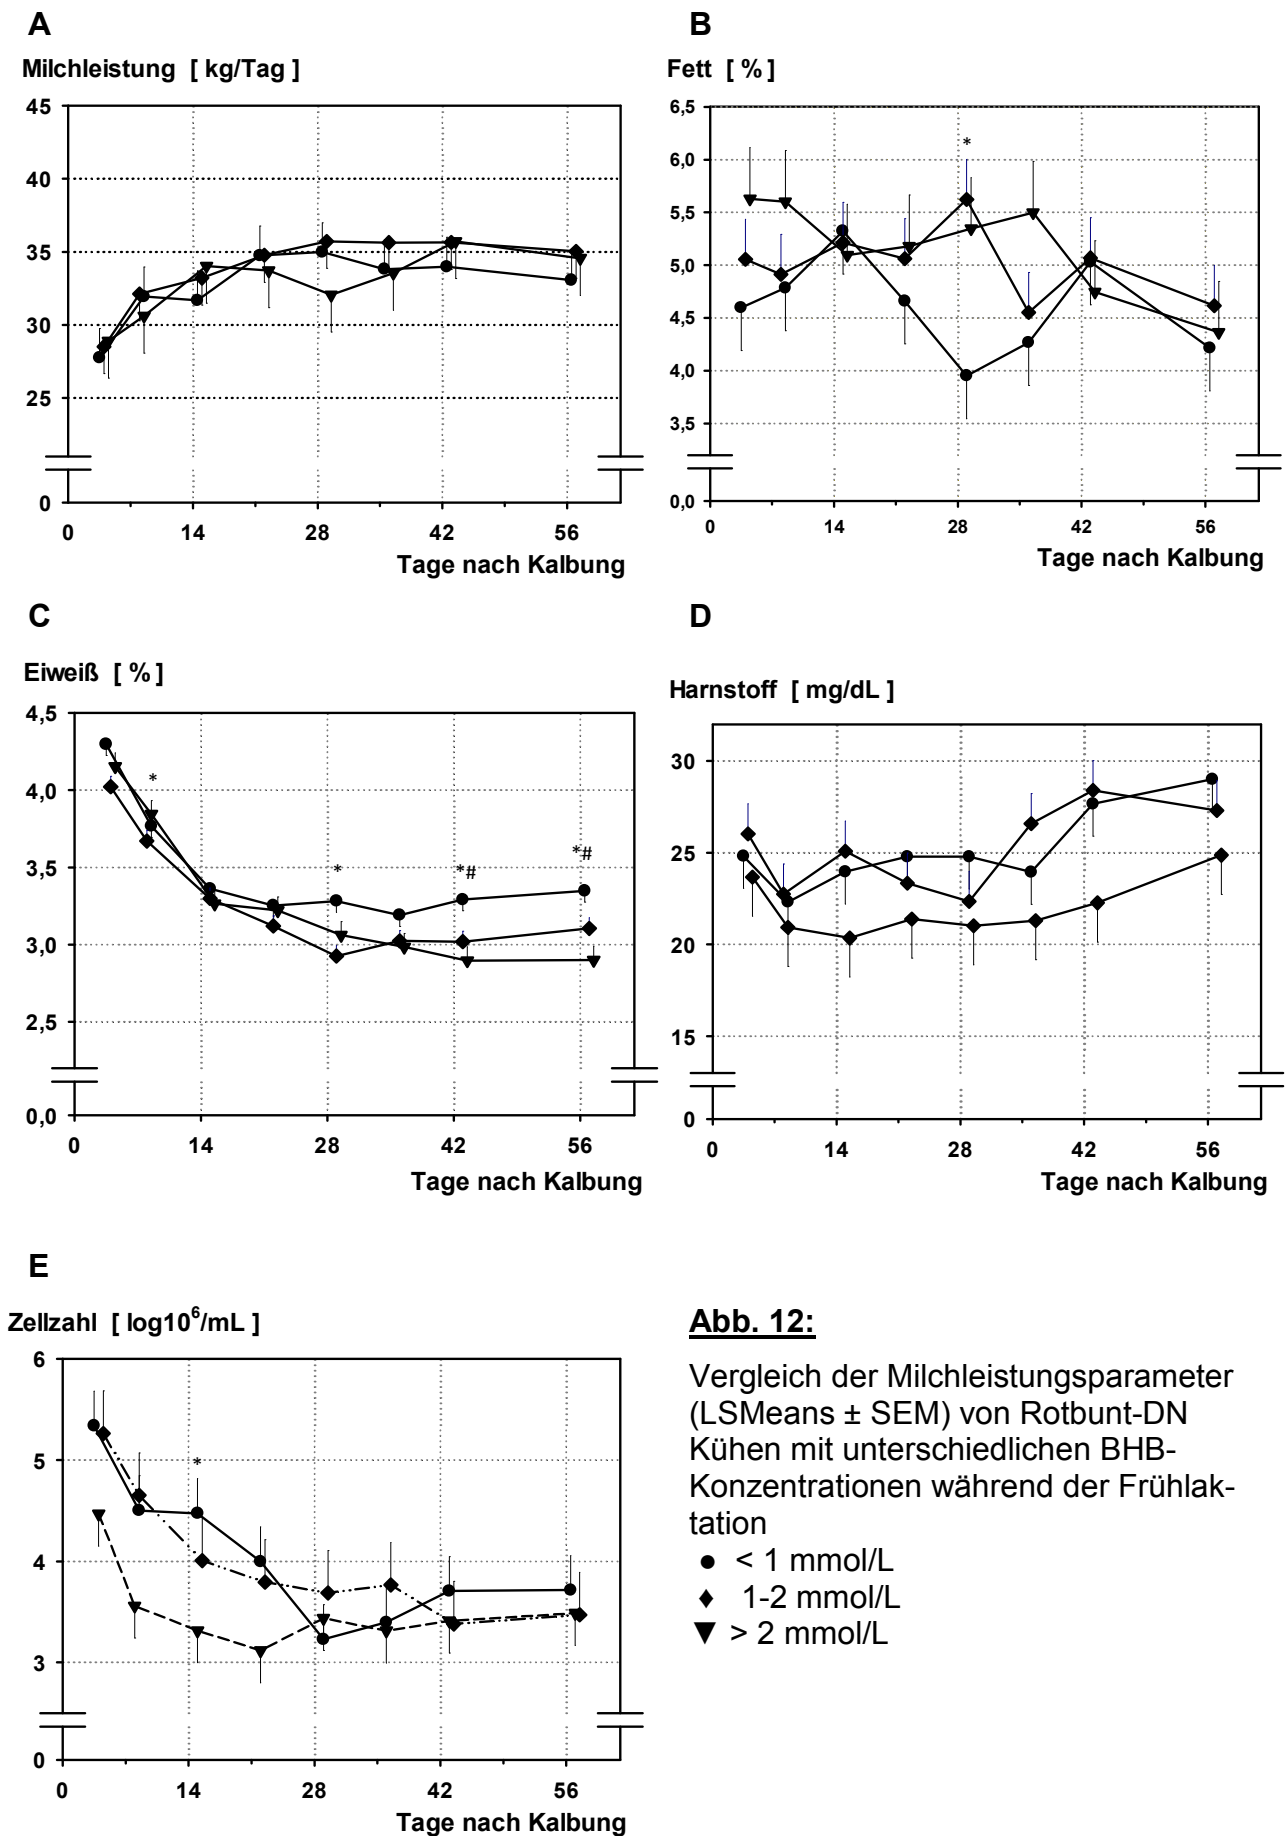 A
Milchleistung [ kg/Tag ]
45
40
35
30
25
0
0 14 28 42 56
Tage nach Kalbung
B
Fett [ % ]
6,5
6,0
*
5,5
5,0
4,5
4,0
3,5
0,0
0 14 28 42 56
Tage nach Kalbung
C
Eiweiß [ % ]
4,5
4,0
*
3,5
* *# *#
3,0
2,5
0,0
0 14 28 42 56
Tage nach Kalbung
D
Harnstoff [ mg/dL ]
30
25
20
15
0
0 14 28 42 56
Tage nach Kalbung
E
Zellzahl [ log10⁶/mL ]
6
5
*
4
3
0
0 14 28 42 56
Tage nach Kalbung
Abb. 12:
Vergleich der Milchleistungsparameter
(LSMeans ± SEM) von Rotbunt-DN
Kühen mit unterschiedlichen BHB-
Konzentrationen während der Frühlak-
tation
● < 1 mmol/L
♦ 1-2 mmol/L
▼ > 2 mmol/L